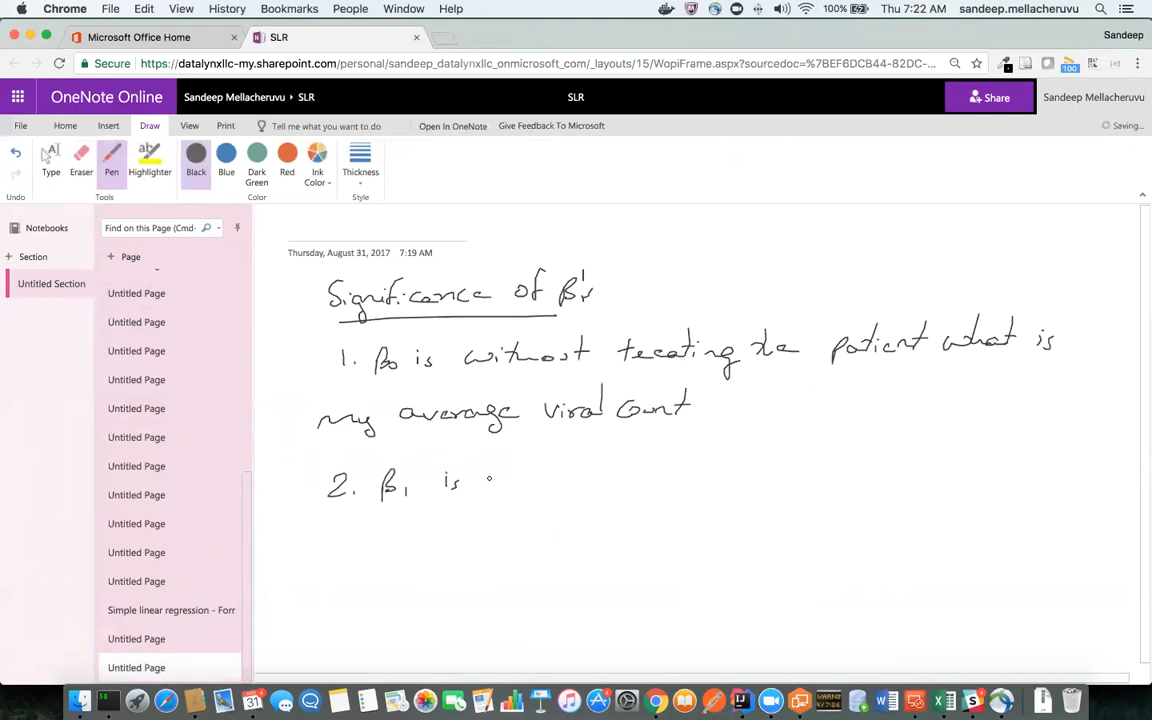 Chrome File Edit View History Bookmarks People Window Help 100% Thu 7:22 AM sandeep.mellacheruvu
Microsoft Office Home SLR Sandeep
Secure https://datalynxllc-my.sharepoint.com/personal/sandeep_datalynxllc_onmicrosoft_com/_layouts/15/WopiFrame.aspx?sourcedoc=%7BEF6DCB44-82DC-... 100
OneNote Online Sandeep Mellacheruvu ▸ SLR SLR Share Sandeep Mellacheruvu
File Home Insert Draw View Print Tell me what you want to do Open In OneNote Give Feedback To Microsoft Saving...
Type Eraser Pen Highlighter Black Blue Dark Green Red Ink Color Thickness
Undo Tools Color Style
Notebooks Find on this Page (Cmd-
Section Page
Untitled Section
Untitled Page
Untitled Page
Untitled Page
Untitled Page
Untitled Page
Untitled Page
Untitled Page
Untitled Page
Untitled Page
Untitled Page
Untitled Page
Simple linear regression - Forr
Untitled Page
Untitled Page
Thursday, August 31, 2017 7:19 AM
Significance of β's
1. β0 is without tecating the patient what is
my average viral count
2. β1 is